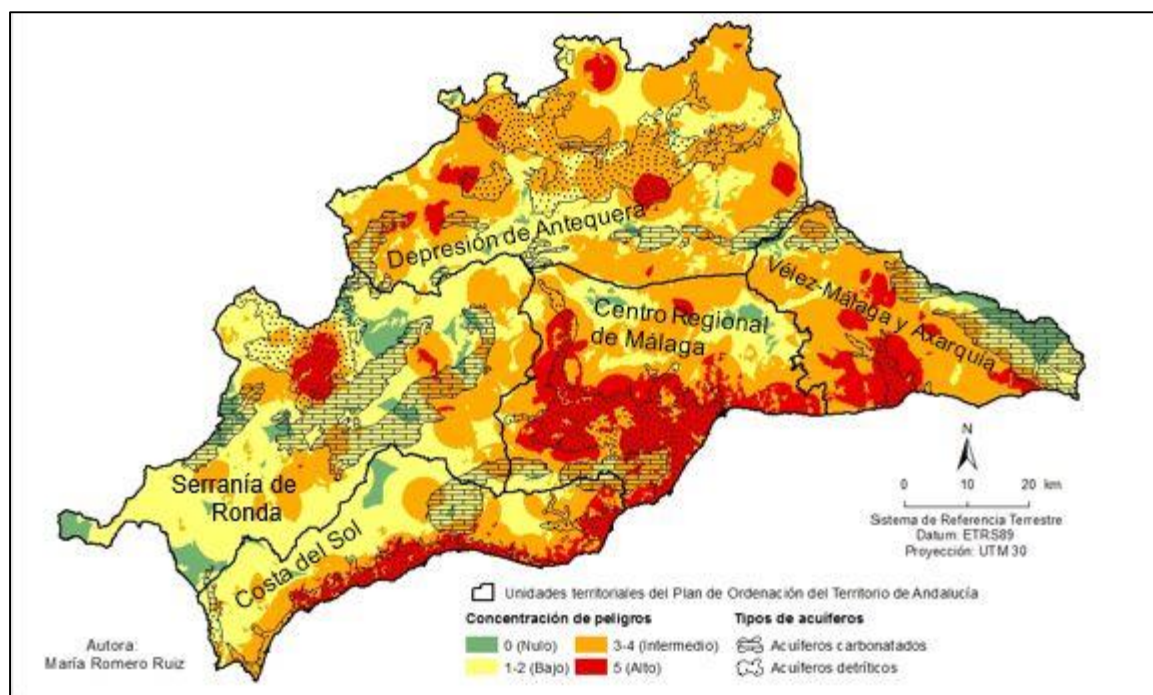 Depresión de Antequera
Vélez-Málaga y Axarquia
Centro Regional
de Málaga
Serranía de
Ronda
Costa del Sol
N
0 10 20 km
Sistema de Referencia Terrestre
Datum: ETRS89
Proyección: UTM 30
Unidades territoriales del Plan de Ordenación del Territorio de Andalucía
Concentración de peligros
0 (Nulo) 3-4 (Intermedio)
1-2 (Bajo) 5 (Alto)
Tipos de acuíferos
Acuíferos carbonatados
Acuíferos detríticos
Autora:
María Romero Ruiz